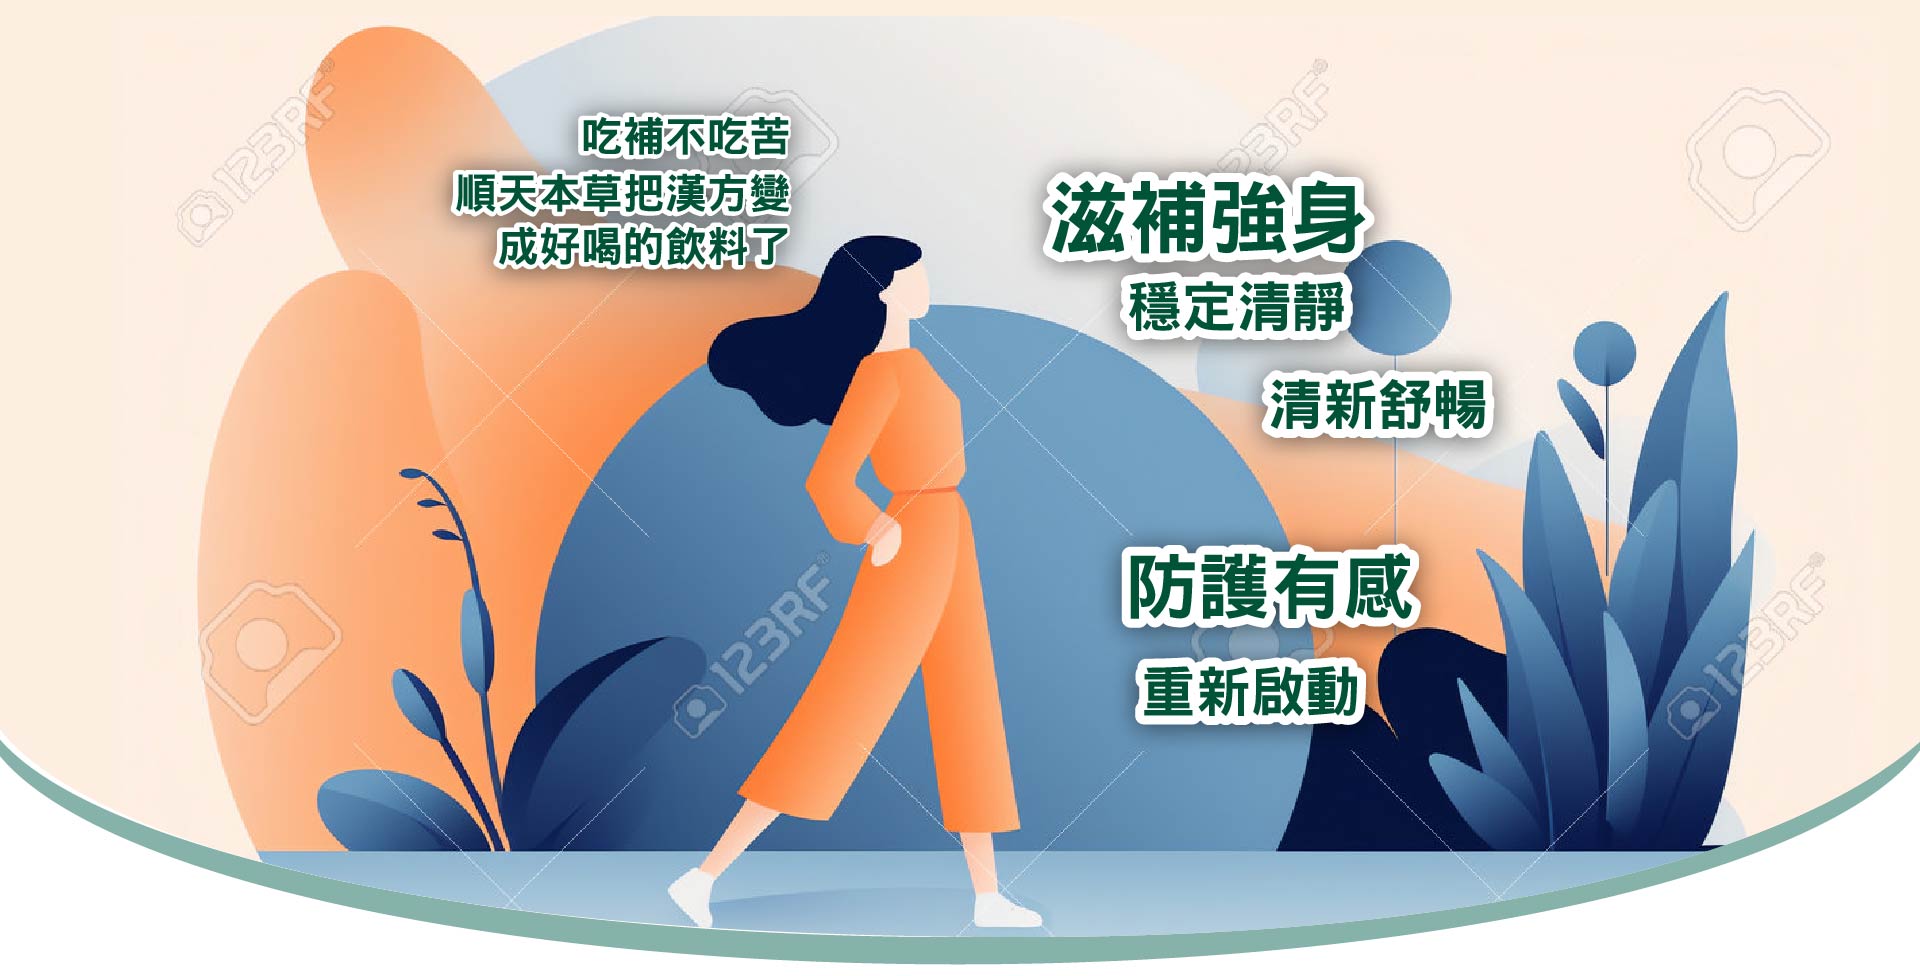 吃補不吃苦
順天本草把漢方變
成好喝的飲料了
滋補強身
穩定清靜
清新舒暢
防護有感
重新啟動
123RF®
123RF®
123RF®
123RF®